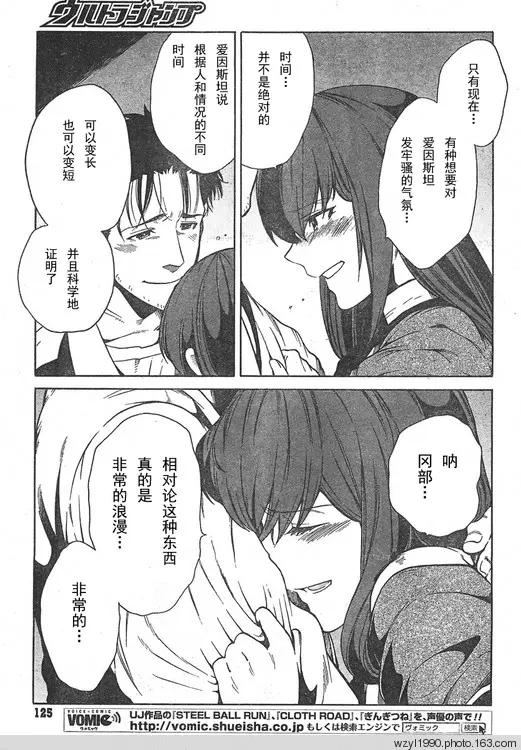 ウルトラジャンプ
只有现在…
有种想要对
爱因斯坦
发牢骚的
气氛…
时间…
并不是绝对的
爱因斯坦说
根据人和情况的不同
时间
可以变长
也可以变短
并且科学地
证明了
呐
冈部…
相对论这种东西
真的是
非常的浪漫…
非常的…
125
VOICE-COMIC
VOMIC
ヴォミック
UJ作品の『STEEL BALL RUN』、『CLOTH ROAD』、『ぎんぎつね』を、声優の声で!!
http://vomic.shueisha.co.jp もしくは検索エンジンで
ヴォミック
検索
wzyl1990.photo.163.com